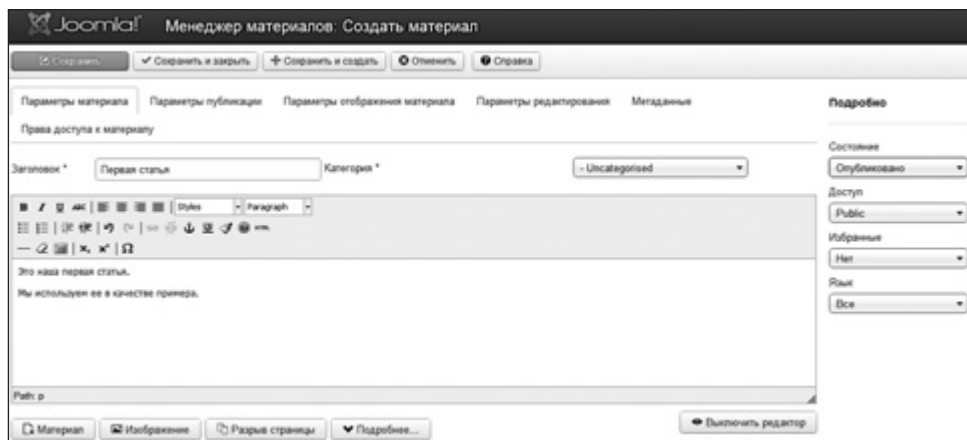 Joomla! Менеджер материалов: Создать материал
Сохранить Сохранить и закрыть Сохранить и создать Отменить Справка
Параметры материала Параметры публикации Параметры отображения материала Параметры редактирования Метаданные
Права доступа к материалу
Заголовок * Первая статья Категория * - Uncategorised
B I U ABC Styles Paragraph
HTML
Ω
Это наша первая статья.
Мы используем ее в качестве примера.
Path: p
Материал Изображение Разрыв страницы Подробнее... Выключить редактор
Подробно
Состояние
Опубликовано
Доступ
Public
Избранные
Нет
Язык
Все